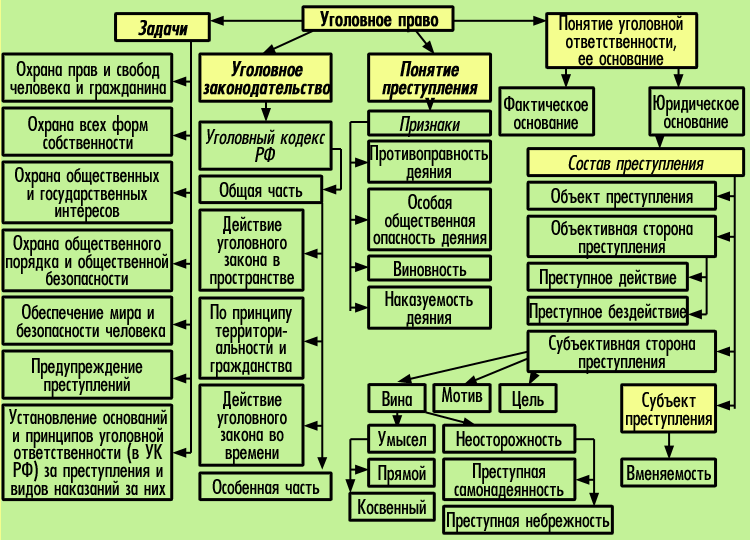 Уголовное право
Задачи
Охрана прав и свобод
человека и гражданина
Охрана всех форм
собственности
Охрана общественных
и государственных
интересов
Охрана общественного
порядка и общественной
безопасности
Обеспечение мира и
безопасности человека
Предупреждение
преступлений
Установление оснований
и принципов уголовной
ответственности (в УК
РФ) за преступления и
видов наказаний за них
Уголовное
законодательство
Уголовный кодекс
РФ
Общая часть
Действие
уголовного
закона в
пространстве
По принципу
территори-
альности и
гражданства
Действие
уголовного
закона во
времени
Особенная часть
Понятие
преступления
Признаки
Противоправность
деяния
Особая
общественная
опасность деяния
Виновность
Наказуемость
деяния
Понятие уголовной
ответственности,
ее основание
Фактическое
основание
Юридическое
основание
Состав преступления
Объект преступления
Объективная сторона
преступления
Преступное действие
Преступное бездействие
Субъективная сторона
преступления
Вина
Мотив
Цель
Умысел
Прямой
Косвенный
Неосторожность
Преступная
самонадеянность
Преступная небрежность
Субъект
преступления
Вменяемость